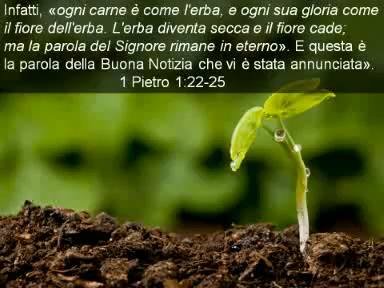 Infatti, «ogni carne è come l'erba, e ogni sua gloria come
il fiore dell'erba. L'erba diventa secca e il fiore cade;
ma la parola del Signore rimane in eterno». E questa è
la parola della Buona Notizia che vi è stata annunciata».
1 Pietro 1:22-25